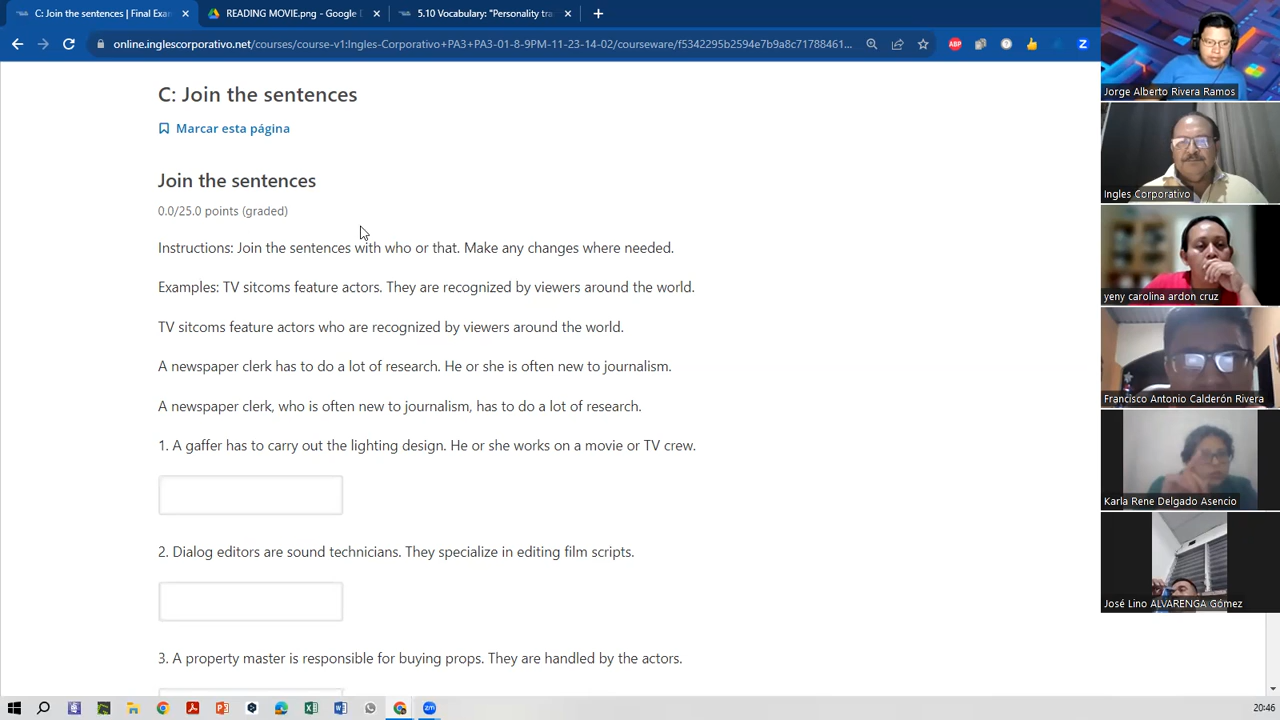 C: Join the sentences | Final Exa
READING MOVIE.png - Google
5.10 Vocabulary: "Personality tra
online.inglescorporativo.net/courses/course-v1:Ingles-Corporativo+PA3+PA3-01-8-9PM-11-23-14-02/courseware/f5342295b2594e7b9a8c71788461...
ABP
Z
C: Join the sentences
Marcar esta página
Join the sentences
0.0/25.0 points (graded)
Instructions: Join the sentences with who or that. Make any changes where needed.
Examples: TV sitcoms feature actors. They are recognized by viewers around the world.
TV sitcoms feature actors who are recognized by viewers around the world.
A newspaper clerk has to do a lot of research. He or she is often new to journalism.
A newspaper clerk, who is often new to journalism, has to do a lot of research.
1. A gaffer has to carry out the lighting design. He or she works on a movie or TV crew.
2. Dialog editors are sound technicians. They specialize in editing film scripts.
3. A property master is responsible for buying props. They are handled by the actors.
Jorge Alberto Rivera Ramos
Ingles Corporativo
yeny carolina ardon cruz
Francisco Antonio Calderón Rivera
Karla Rene Delgado Asencio
José Lino ALVARENGA Gómez
20:46